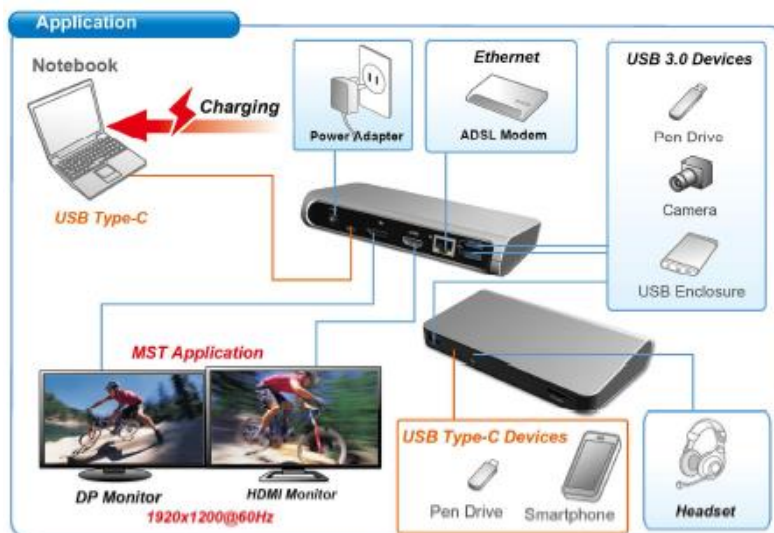 Application
Notebook
Charging
USB Type-C
Power Adapter
Ethernet
ADSL Modem
USB 3.0 Devices
Pen Drive
Camera
USB Enclosure
MST Application
DP Monitor
HDMI Monitor
1920x1200@60Hz
USB Type-C Devices
Pen Drive
Smartphone
Headset